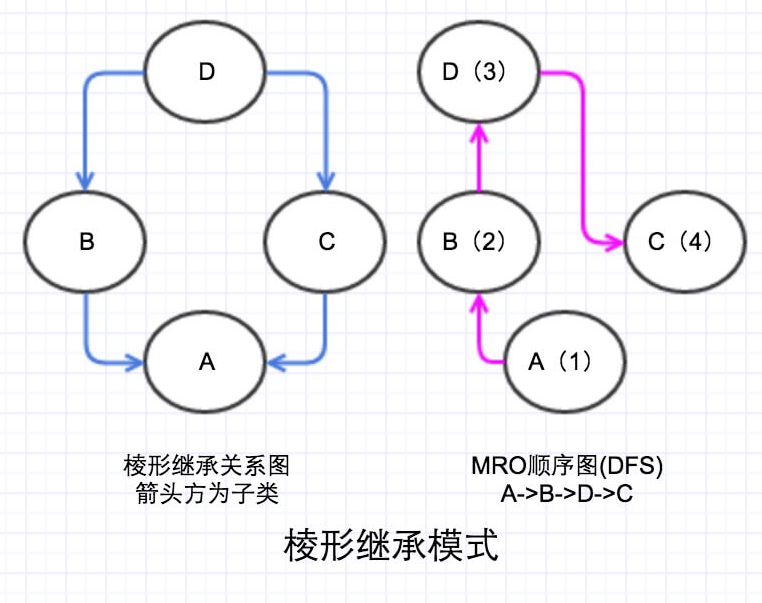 D
B
C
A
棱形继承关系图
箭头方为子类
D（3）
B（2）
C（4）
A（1）
MRO顺序图(DFS)
A->B->D->C
棱形继承模式